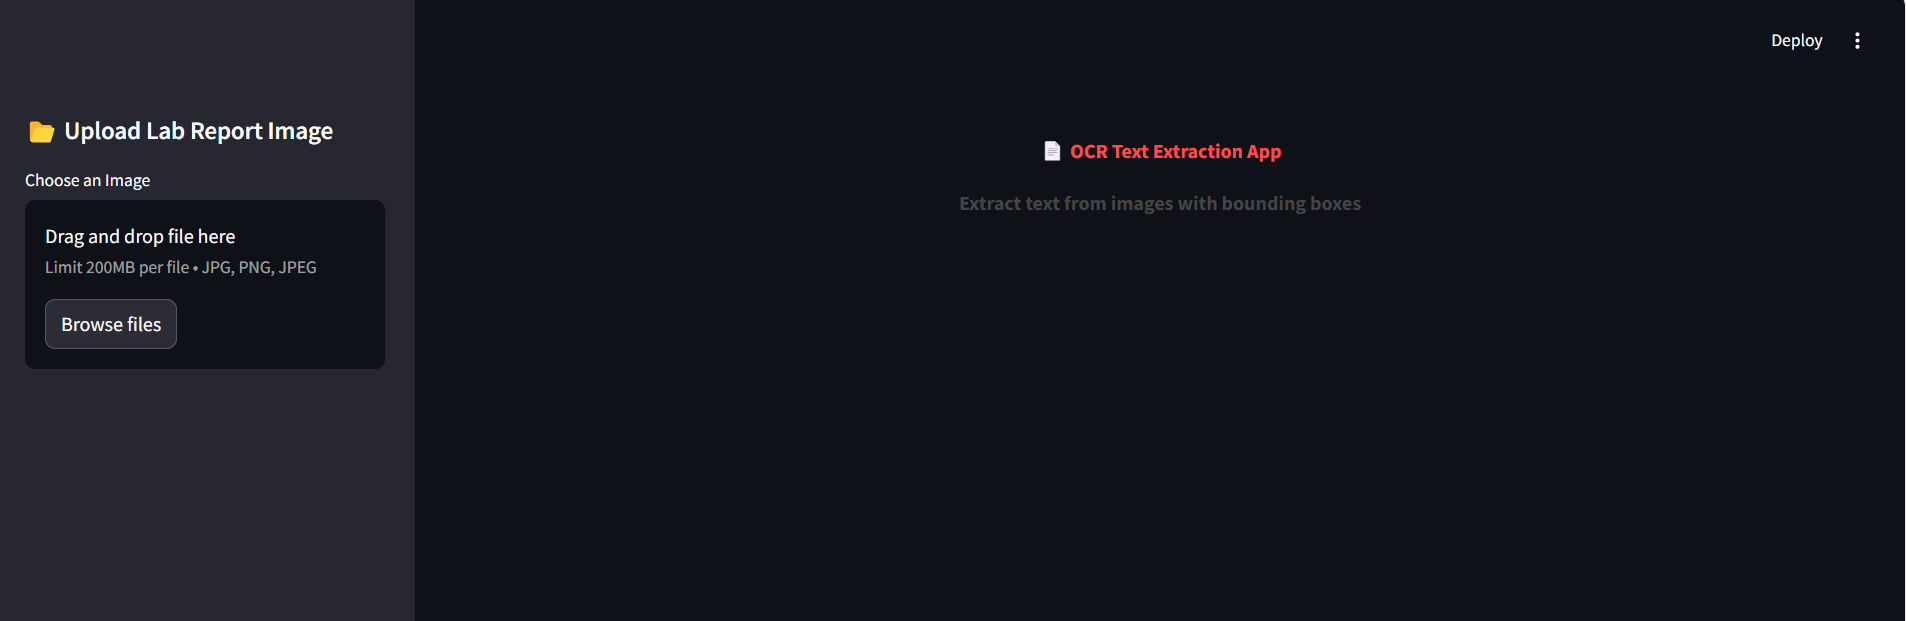 Deploy
📂 Upload Lab Report Image
Choose an Image
Drag and drop file here
Limit 200MB per file • JPG, PNG, JPEG
Browse files
📄 OCR Text Extraction App
Extract text from images with bounding boxes